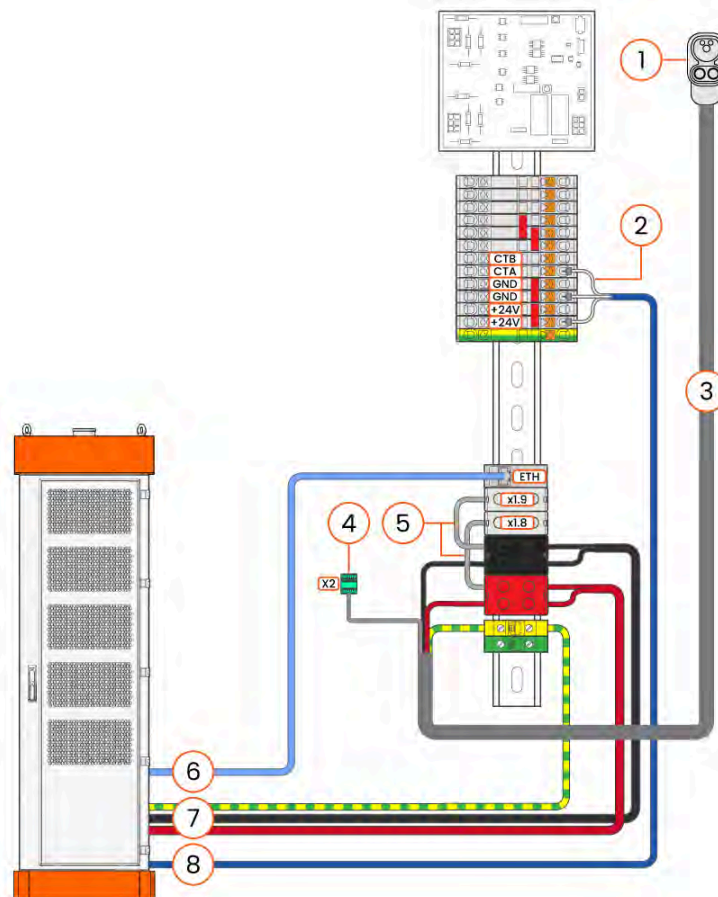 1
2
CTB
CTA
GND
GND
+24V
+24V
3
ETH
x1.9
x1.8
4
5
X2
6
7
8